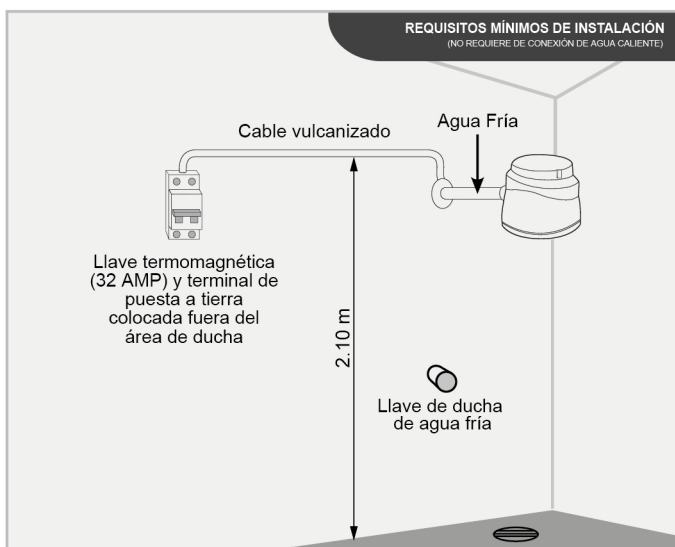 REQUISITOS MÍNIMOS DE INSTALACIÓN
(NO REQUIERE DE CONEXIÓN DE AGUA CALIENTE)
Cable vulcanizado
Agua Fría
Llave termomagnética
(32 AMP) y terminal de
puesta a tierra
colocada fuera del
área de ducha
2.10 m
Llave de ducha
de agua fría